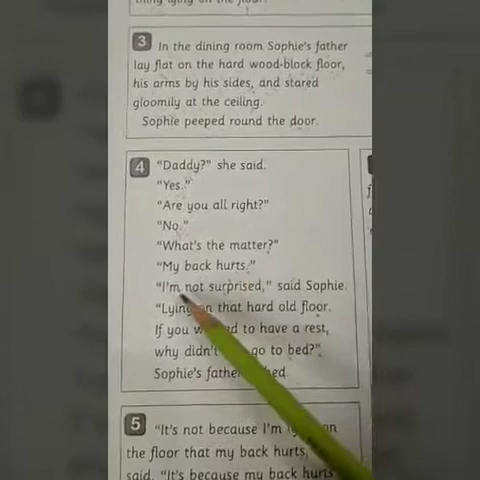 3 In the dining room Sophie's father
lay flat on the hard wood-block floor,
his arms by his sides, and stared
gloomily at the ceiling.
Sophie peeped round the door.
4 "Daddy?" she said.
"Yes."
"Are you all right?"
"No."
"What's the matter?"
"My back hurts."
"I'm not surprised," said Sophie.
"Lying on that hard old floor.
If you to have a rest,
why didn't go to bed?"
Sophie's father
5 "It's not because I'm on
the floor that my back hurts,
said. "It's because my back hurts